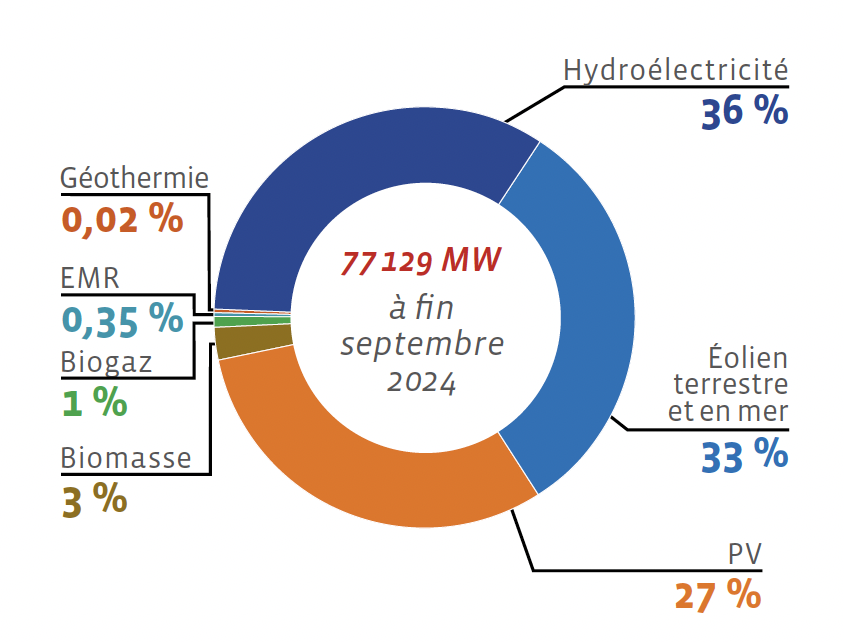 Hydroélectricité
36 %
Géothermie
0,02 %
EMR
0,35 %
Biogaz
1 %
Biomasse
3 %
77 129 MW
à fin
septembre
2024
Éolien
terrestre
et en mer
33 %
PV
27 %